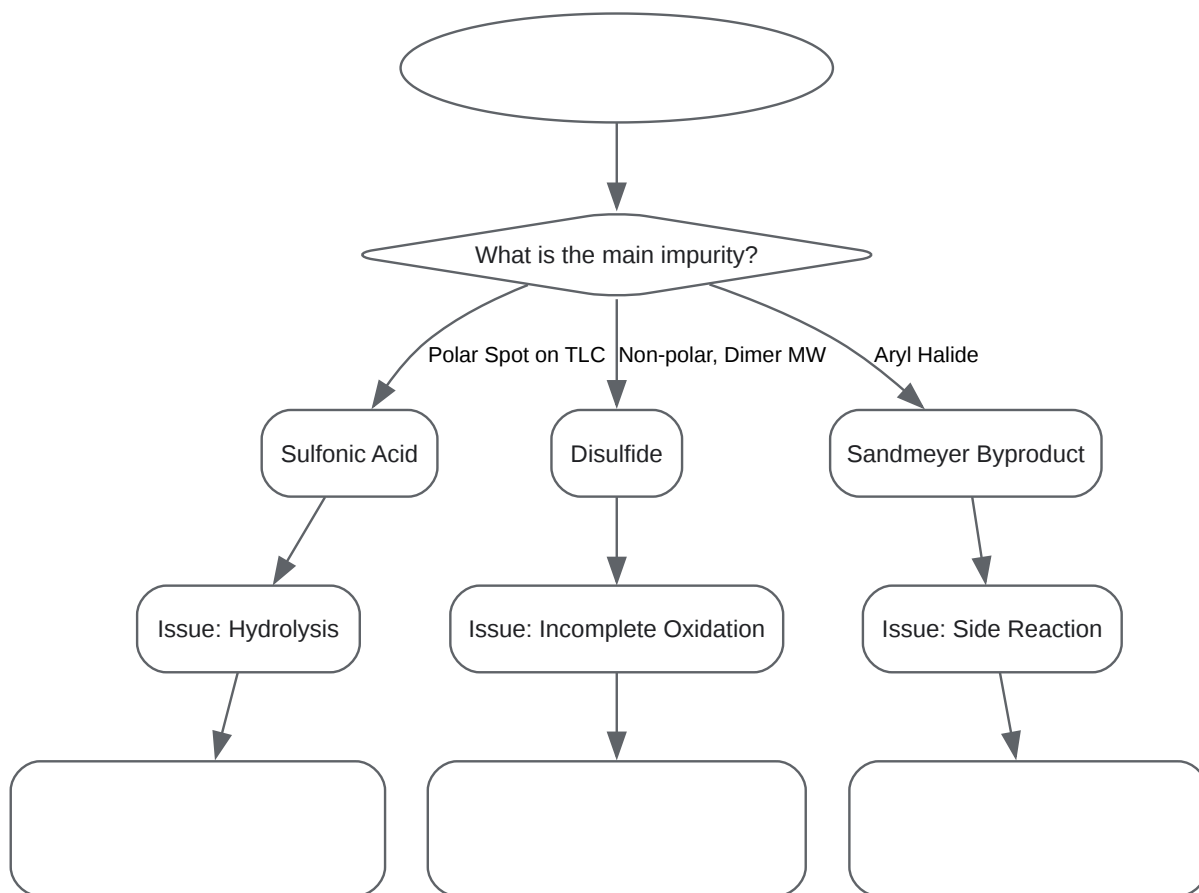 What is the main impurity?
Polar Spot on TLC
Non-polar, Dimer MW
Aryl Halide
Sulfonic Acid
Disulfide
Sandmeyer Byproduct
Issue: Hydrolysis
Issue: Incomplete Oxidation
Issue: Side Reaction